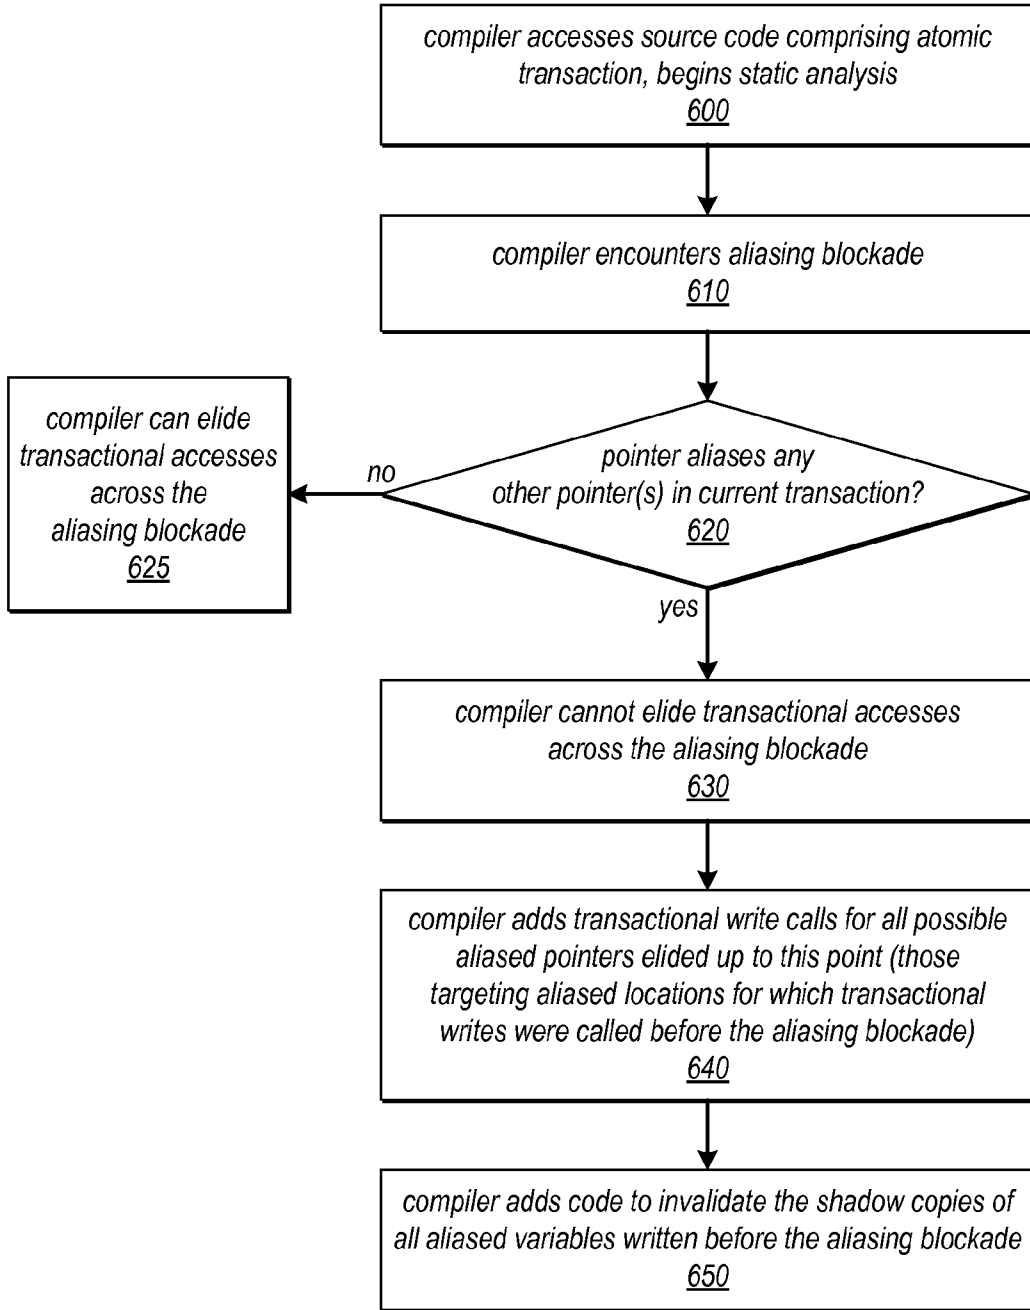 compiler accesses source code comprising atomic
transaction, begins static analysis
600
compiler encounters aliasing blockade
610
pointer aliases any
other pointer(s) in current transaction?
620
no
compiler can elide
transactional accesses
across the
aliasing blockade
625
yes
compiler cannot elide transactional accesses
across the aliasing blockade
630
compiler adds transactional write calls for all possible
aliased pointers elided up to this point (those
targeting aliased locations for which transactional
writes were called before the aliasing blockade)
640
compiler adds code to invalidate the shadow copies of
all aliased variables written before the aliasing blockade
650